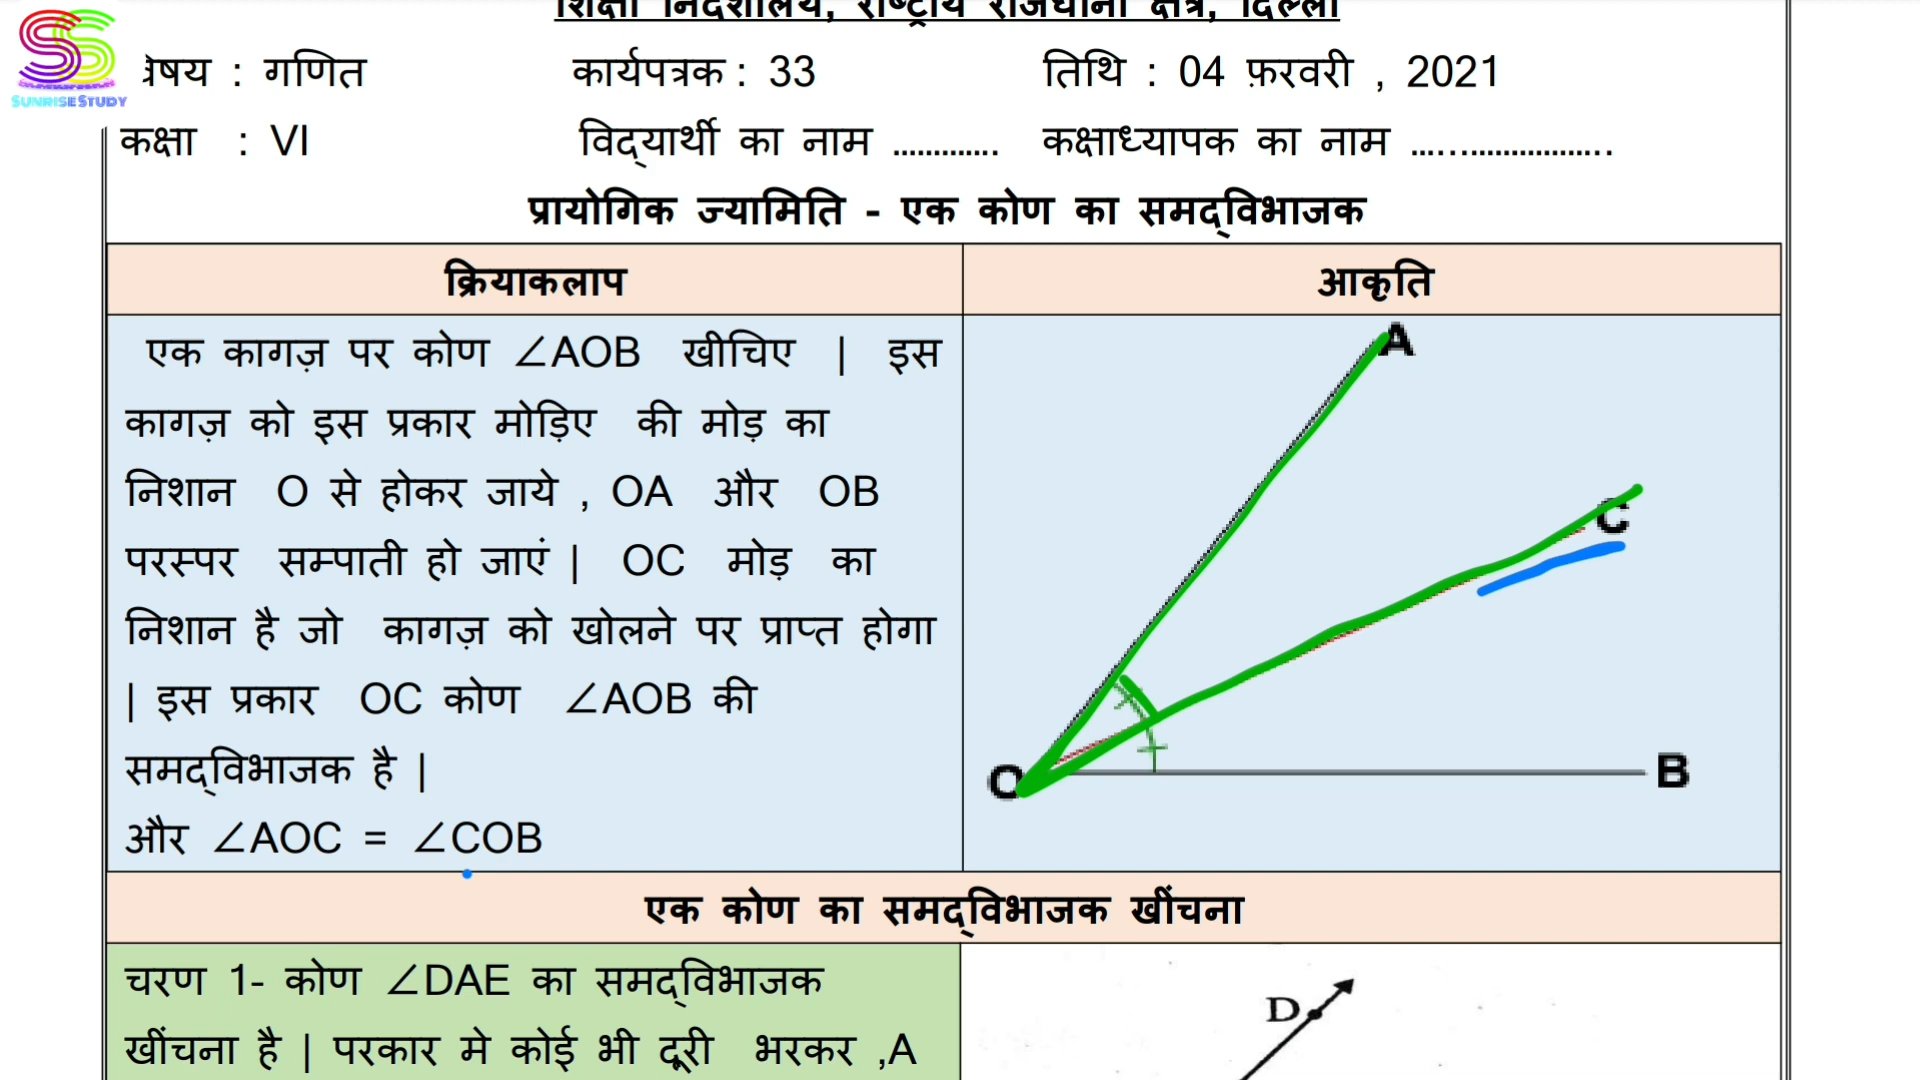 शिक्षा निदेशालय, राष्ट्रीय राजधानी क्षेत्र, दिल्ली
SUNRISESTUDY
विषय : गणित कार्यपत्रक : 33 तिथि : 04 फ़रवरी , 2021
कक्षा : VI विद्यार्थी का नाम ............. कक्षाध्यापक का नाम ......................
प्रायोगिक ज्यामिति - एक कोण का समद्विभाजक
क्रियाकलाप आकृति
एक कागज़ पर कोण ∠AOB खीचिए | इस
कागज़ को इस प्रकार मोड़िए की मोड़ का
निशान O से होकर जाये , OA और OB
परस्पर सम्पाती हो जाएं | OC मोड़ का
निशान है जो कागज़ को खोलने पर प्राप्त होगा
| इस प्रकार OC कोण ∠AOB की
समद्विभाजक है |
और ∠AOC = ∠COB
A
C
O
B
एक कोण का समद्विभाजक खींचना
चरण 1- कोण ∠DAE का समद्विभाजक
खींचना है | परकार मे कोई भी दूरी भरकर ,A
D